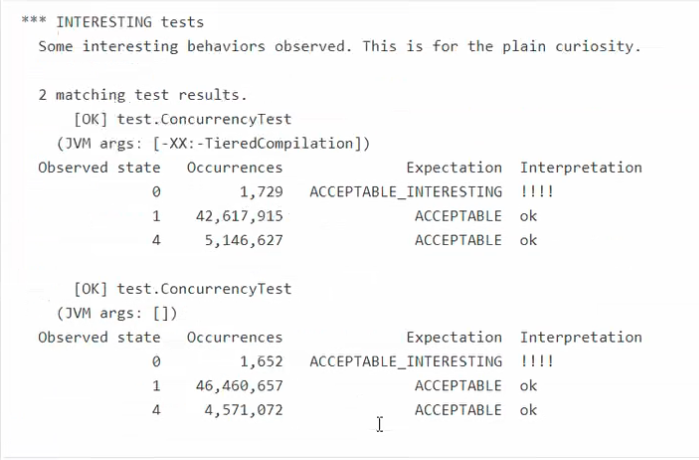 *** INTERESTING tests
Some interesting behaviors observed. This is for the plain curiosity.
2 matching test results.
[OK] test.ConcurrencyTest
(JVM args: [-XX:-TieredCompilation])
Observed state Occurrences Expectation Interpretation
0 1,729 ACCEPTABLE_INTERESTING !!!!
1 42,617,915 ACCEPTABLE ok
4 5,146,627 ACCEPTABLE ok
[OK] test.ConcurrencyTest
(JVM args: [])
Observed state Occurrences Expectation Interpretation
0 1,652 ACCEPTABLE_INTERESTING !!!!
1 46,460,657 ACCEPTABLE ok
4 4,571,072 ACCEPTABLE ok